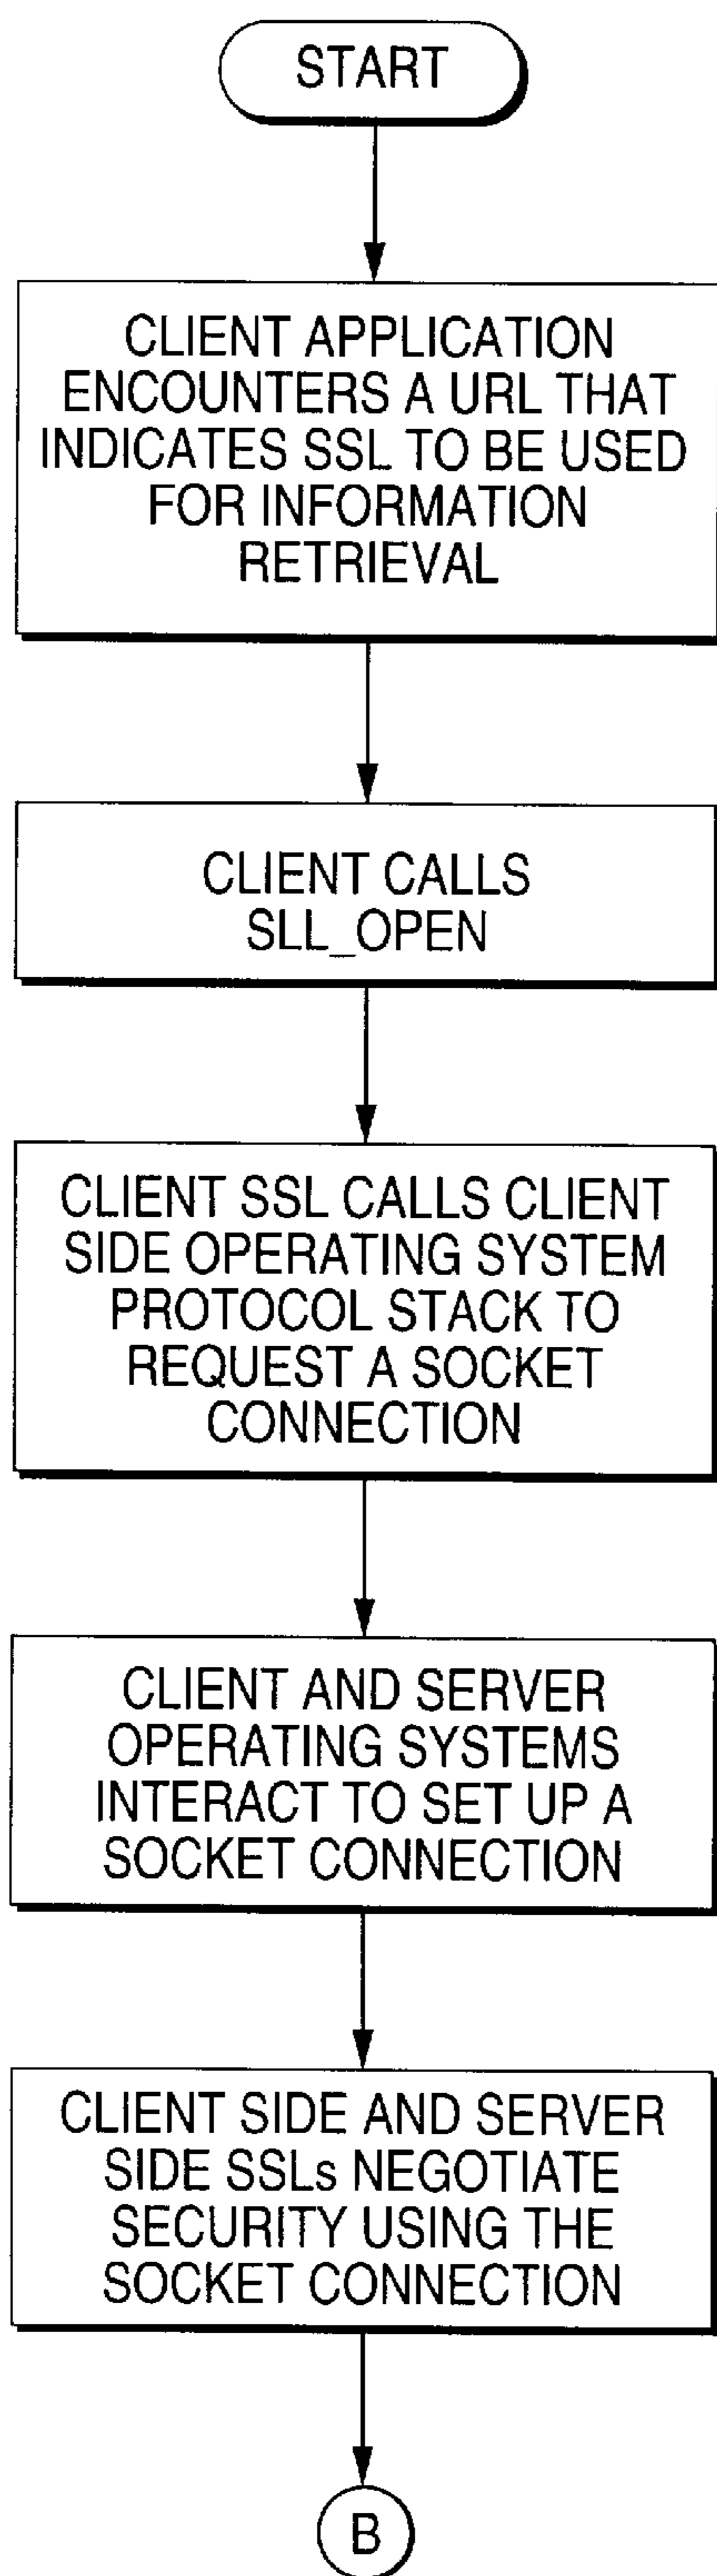 START
CLIENT APPLICATION
ENCOUNTERS A URL THAT
INDICATES SSL TO BE USED
FOR INFORMATION
RETRIEVAL
CLIENT CALLS
SLL_OPEN
CLIENT SSL CALLS CLIENT
SIDE OPERATING SYSTEM
PROTOCOL STACK TO
REQUEST A SOCKET
CONNECTION
CLIENT AND SERVER
OPERATING SYSTEMS
INTERACT TO SET UP A
SOCKET CONNECTION
CLIENT SIDE AND SERVER
SIDE SSLs NEGOTIATE
SECURITY USING THE
SOCKET CONNECTION
B